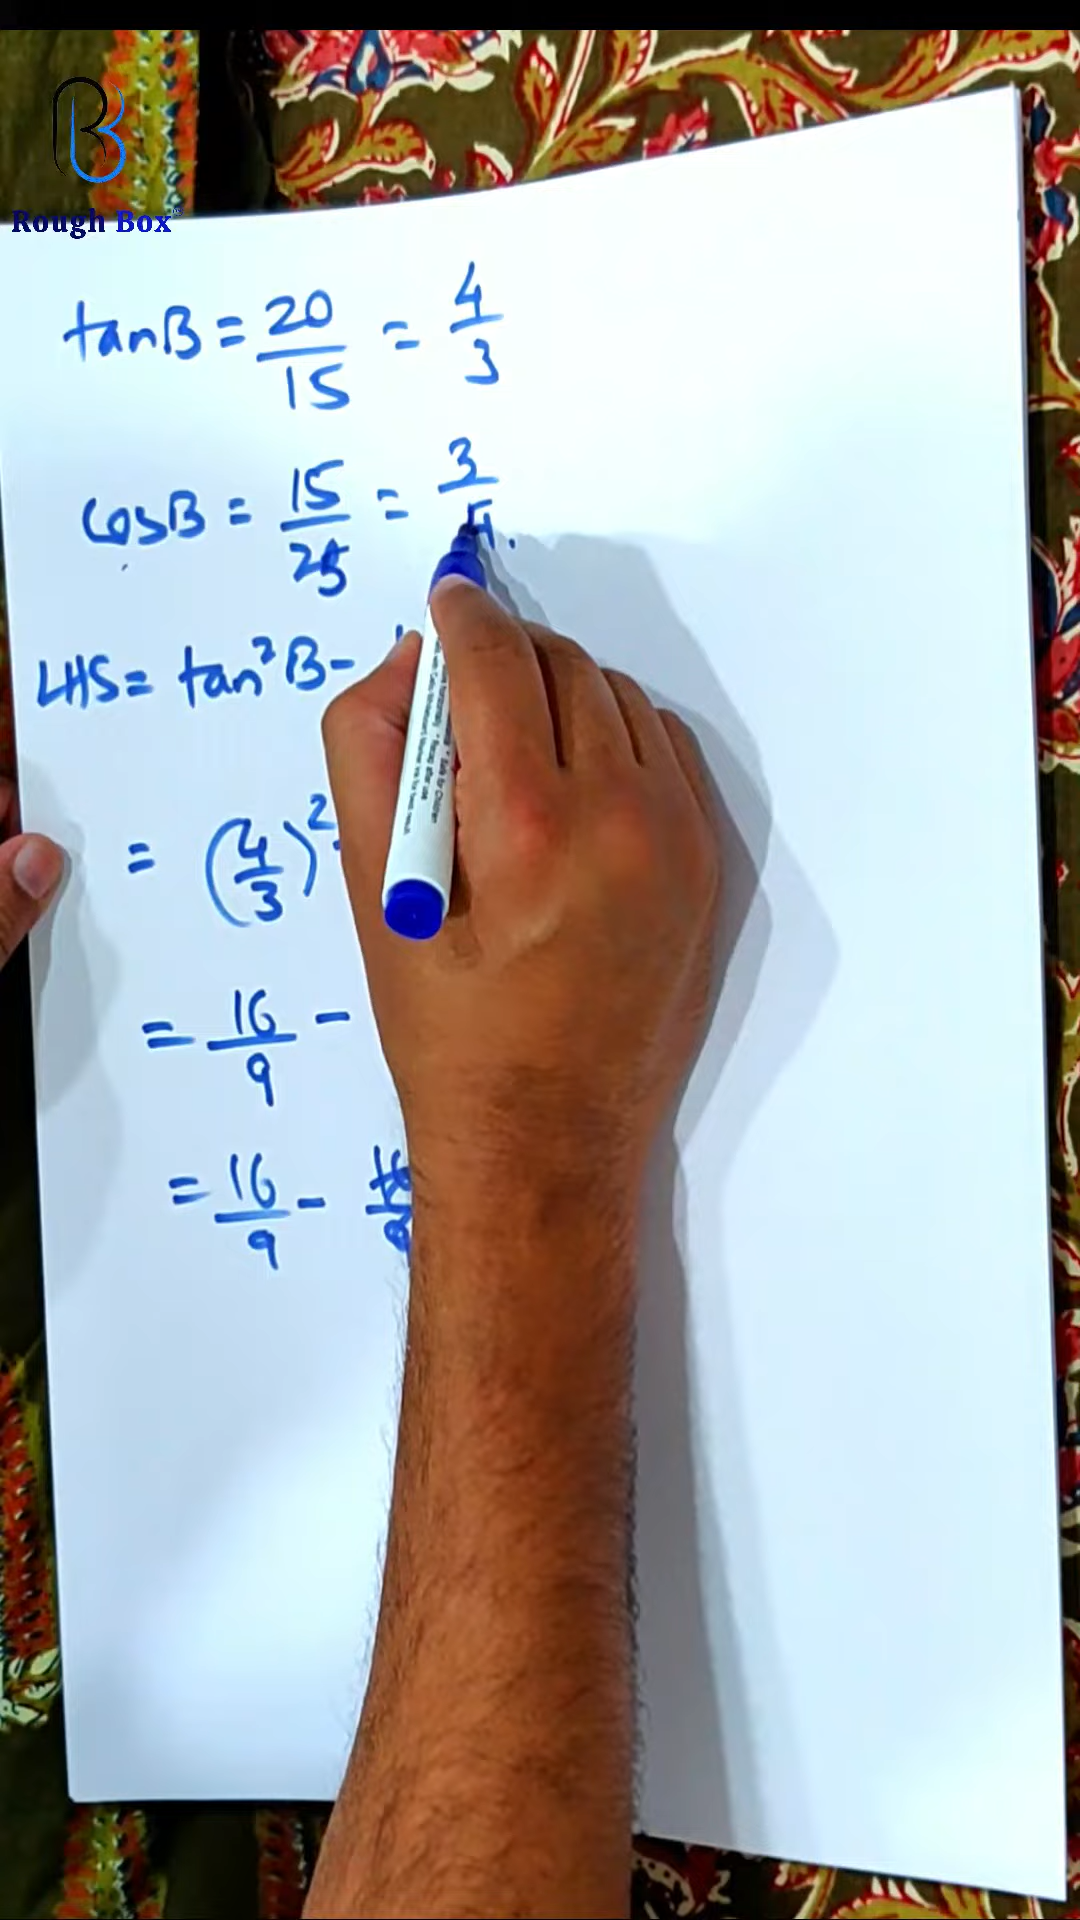 Rough Box
tanB = 20/15 = 4/3
cosB = 15/25 = 3/
LHS = tan²B -
= (4/3)²
= 16/9 -
= 16/9 -